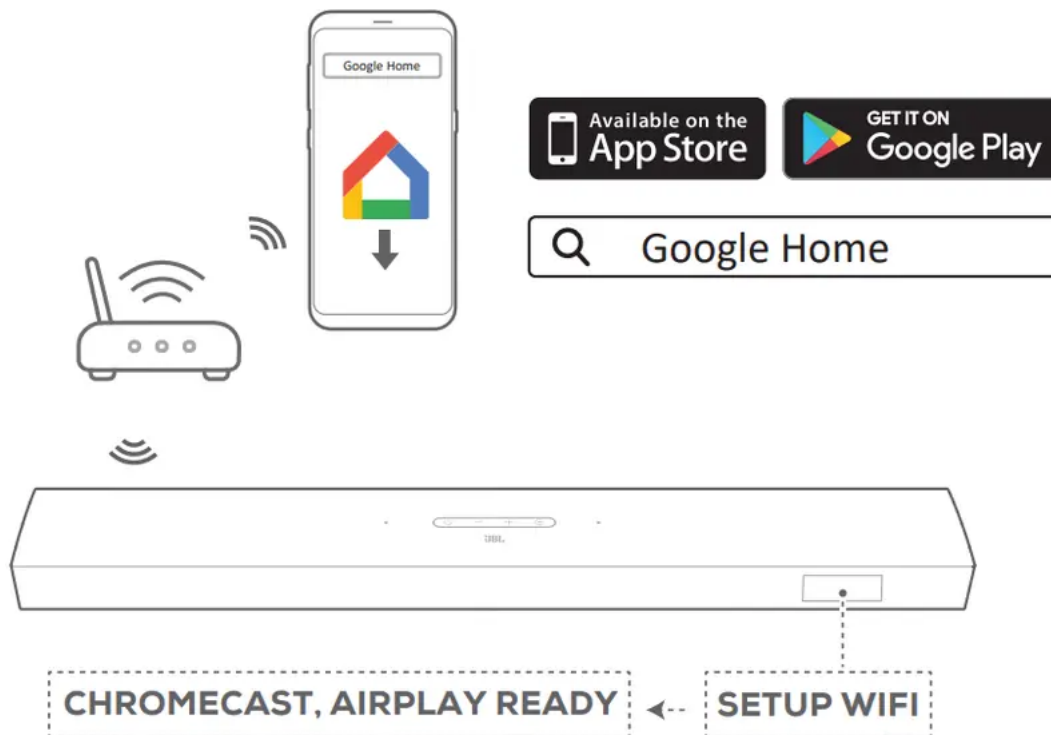 Google Home
Available on the
App Store
GET IT ON
Google Play
Google Home
JBL
CHROMECAST, AIRPLAY READY
SETUP WIFI